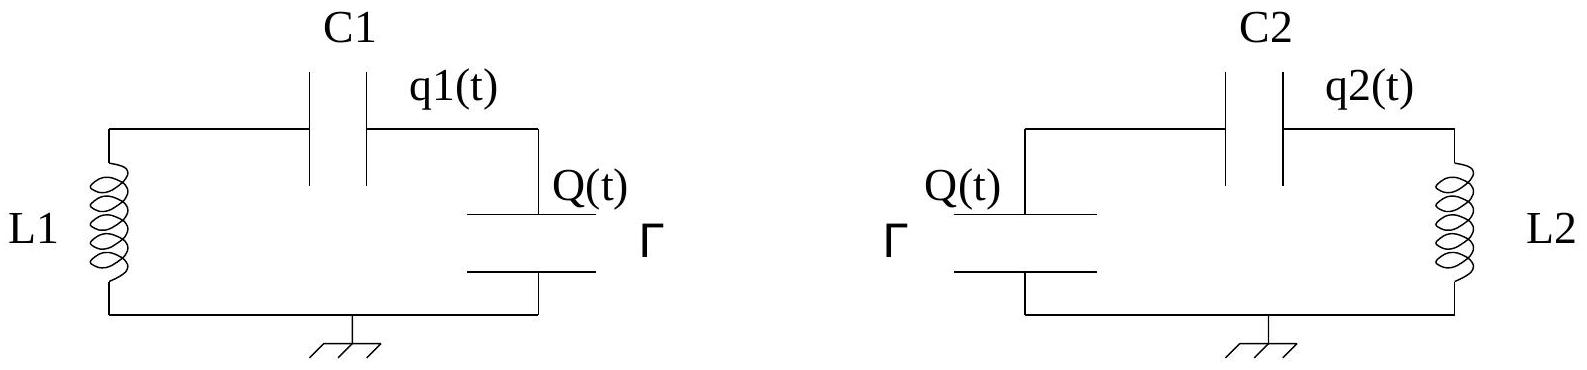 C1
q1(t)
Q(t)
L1
Γ
C2
q2(t)
Q(t)
Γ
L2